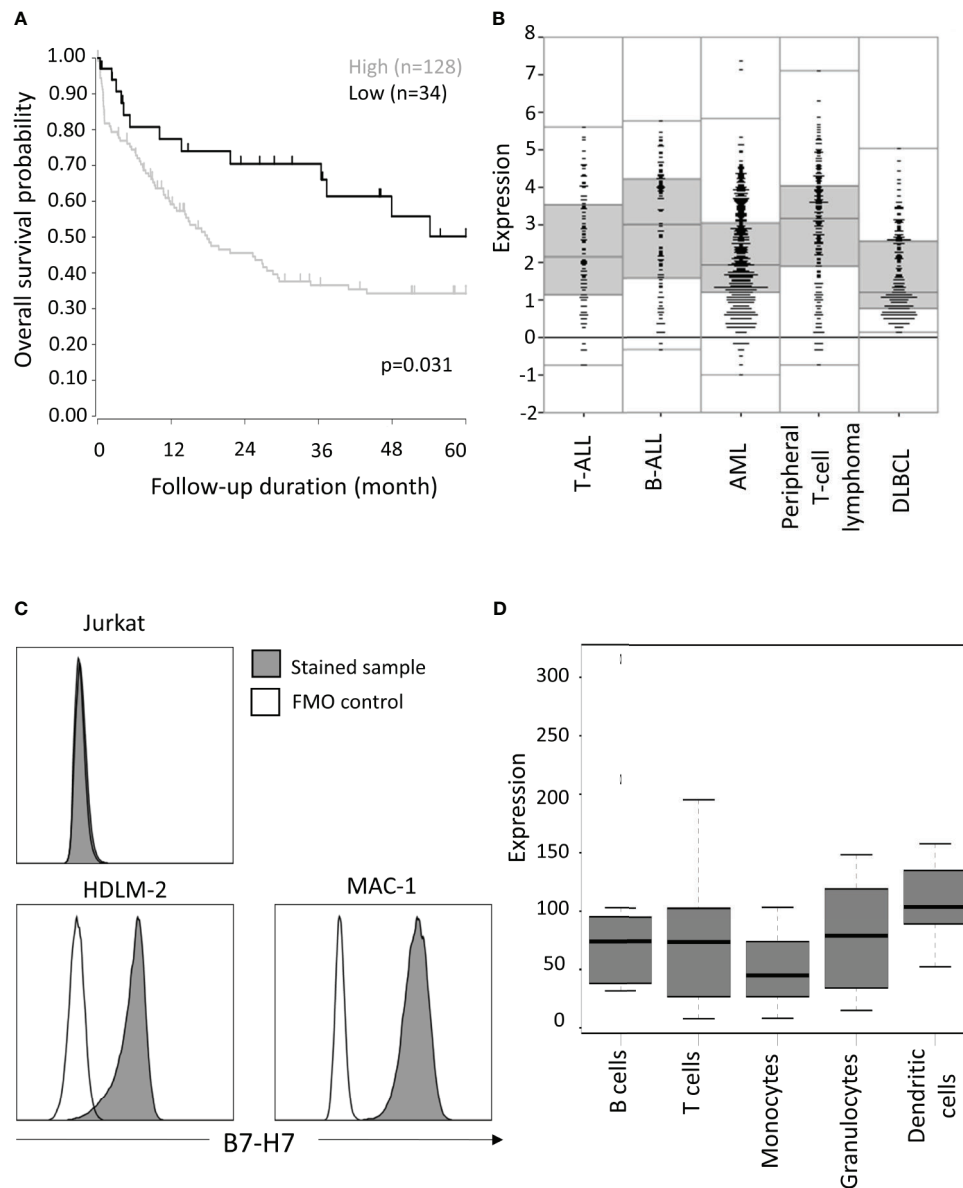 A
1.00
0.90
0.80
0.70
0.60
0.50
0.40
0.30
0.20
0.10
0.00
Overall survival probability
High (n=128)
Low (n=34)
p=0.031
0 12 24 36 48 60
Follow-up duration (month)
B
8
7
6
5
4
3
2
1
0
-1
-2
Expression
T-ALL
B-ALL
AML
Peripheral
T-cell
lymphoma
DLBCL
C
Jurkat
Stained sample
FMO control
HDLM-2
MAC-1
B7-H7
D
300
250
200
150
100
50
0
Expression
B cells
T cells
Monocytes
Granulocytes
Dendritic
cells